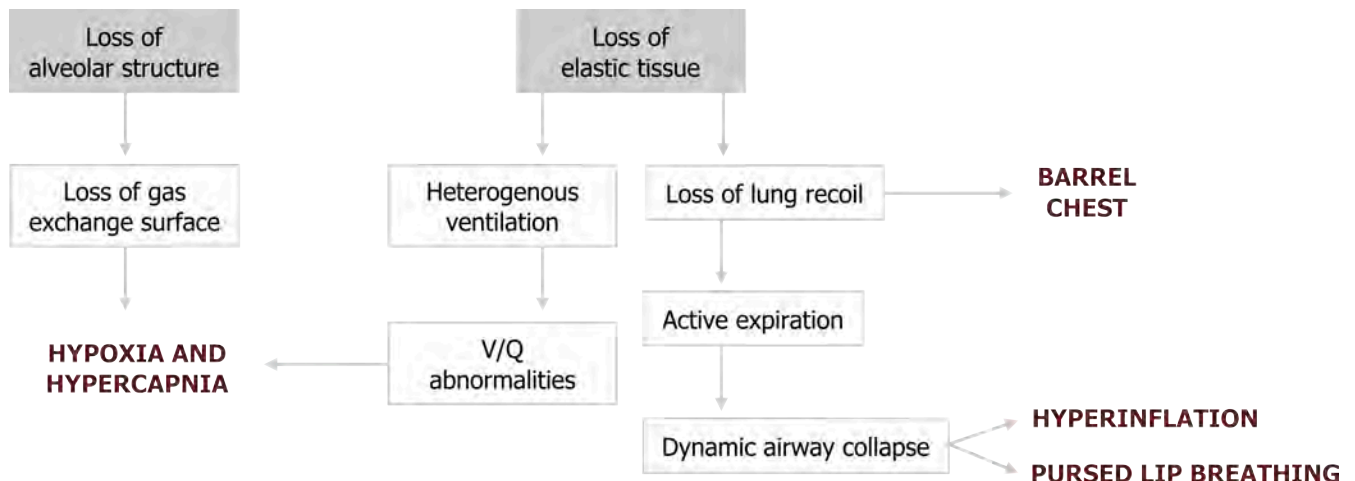 Loss of
alveolar structure
Loss of
elastic tissue
Loss of gas
exchange surface
Heterogenous
ventilation
Loss of lung recoil
BARREL
CHEST
Active expiration
HYPOXIA AND
HYPERCAPNIA
V/Q
abnormalities
Dynamic airway collapse
HYPERINFLATION
PURSED LIP BREATHING